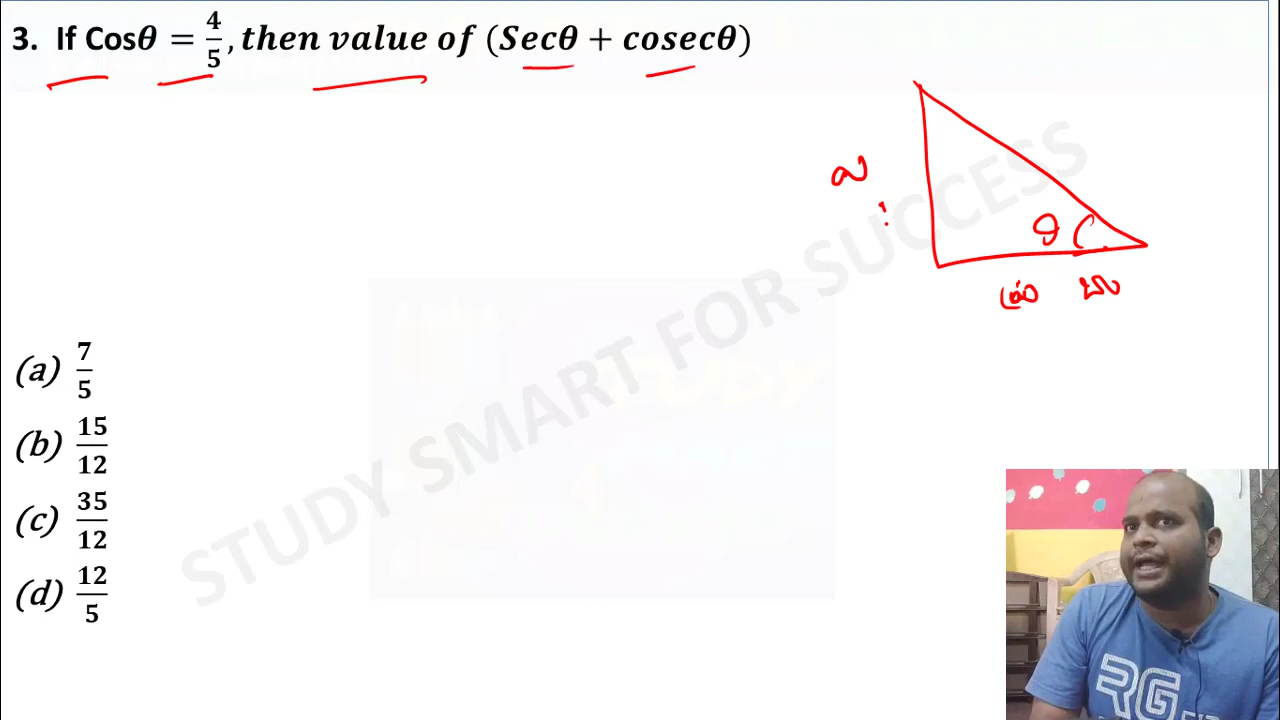 3. If Cosθ = 4/5, then value of (Secθ + cosecθ)
θ
STUDY SMART FOR SUCCESS
(a) 7/5
(b) 15/12
(c) 35/12
(d) 12/5
RG